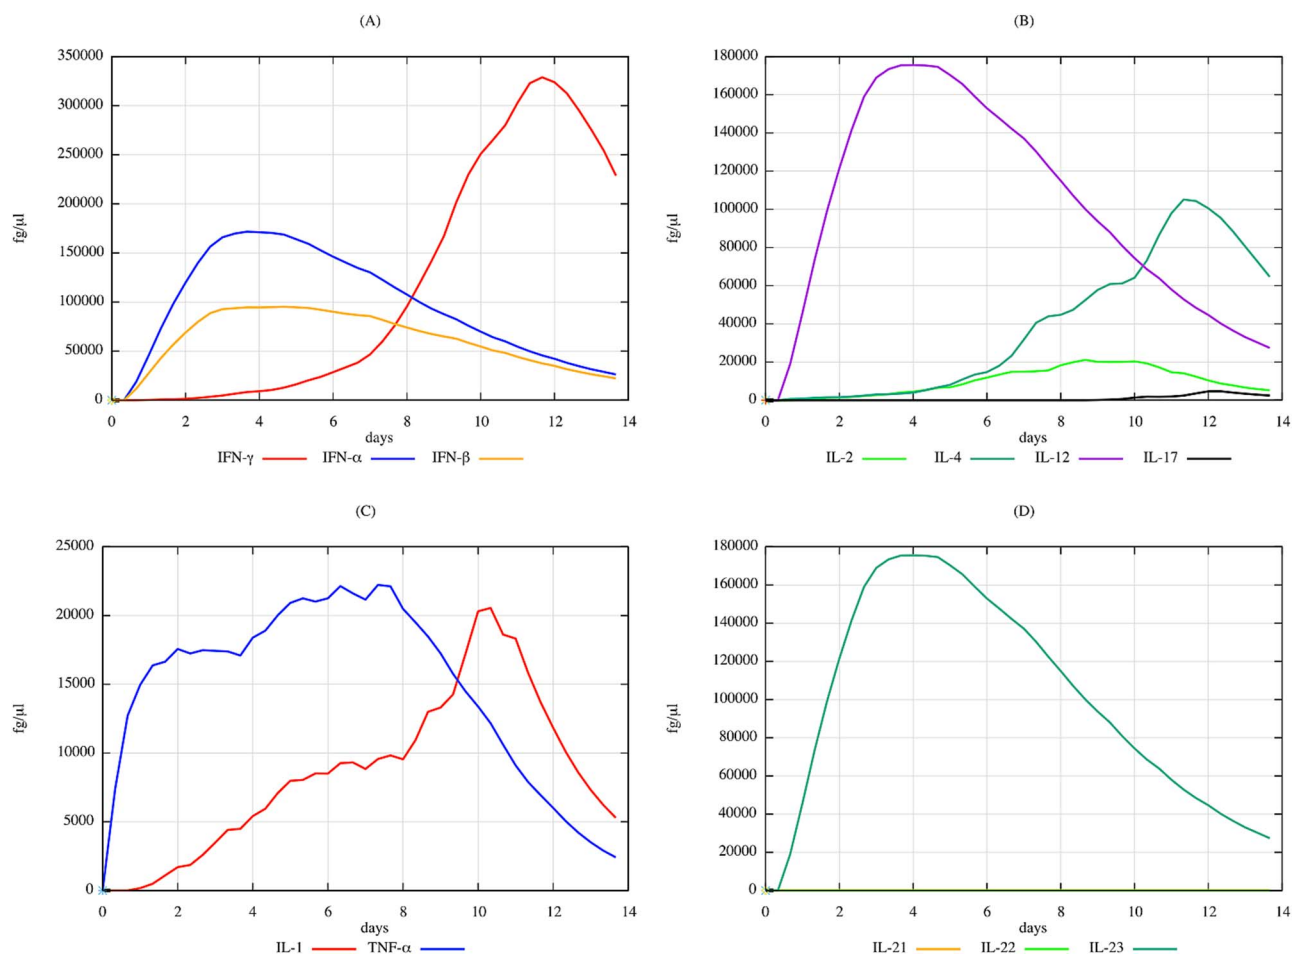 (A)
350000
300000
250000
200000
150000
100000
50000
0
fg/µl
0 2 4 6 8 10 12 14
days
IFN-γ IFN-α IFN-β
(B)
180000
160000
140000
120000
100000
80000
60000
40000
20000
0
fg/µl
0 2 4 6 8 10 12 14
days
IL-2 IL-4 IL-12 IL-17
(C)
25000
20000
15000
10000
5000
0
fg/µl
0 2 4 6 8 10 12 14
days
IL-1 TNF-α
(D)
180000
160000
140000
120000
100000
80000
60000
40000
20000
0
fg/µl
0 2 4 6 8 10 12 14
days
IL-21 IL-22 IL-23